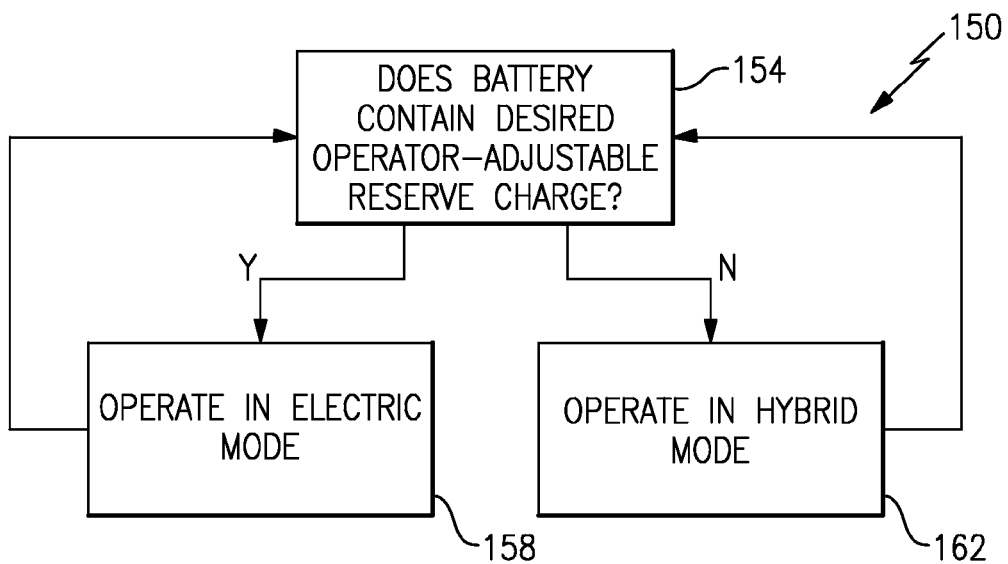 150
DOES BATTERY
CONTAIN DESIRED
OPERATOR-ADJUSTABLE
RESERVE CHARGE?
154
Y
N
OPERATE IN ELECTRIC
MODE
OPERATE IN HYBRID
MODE
158
162